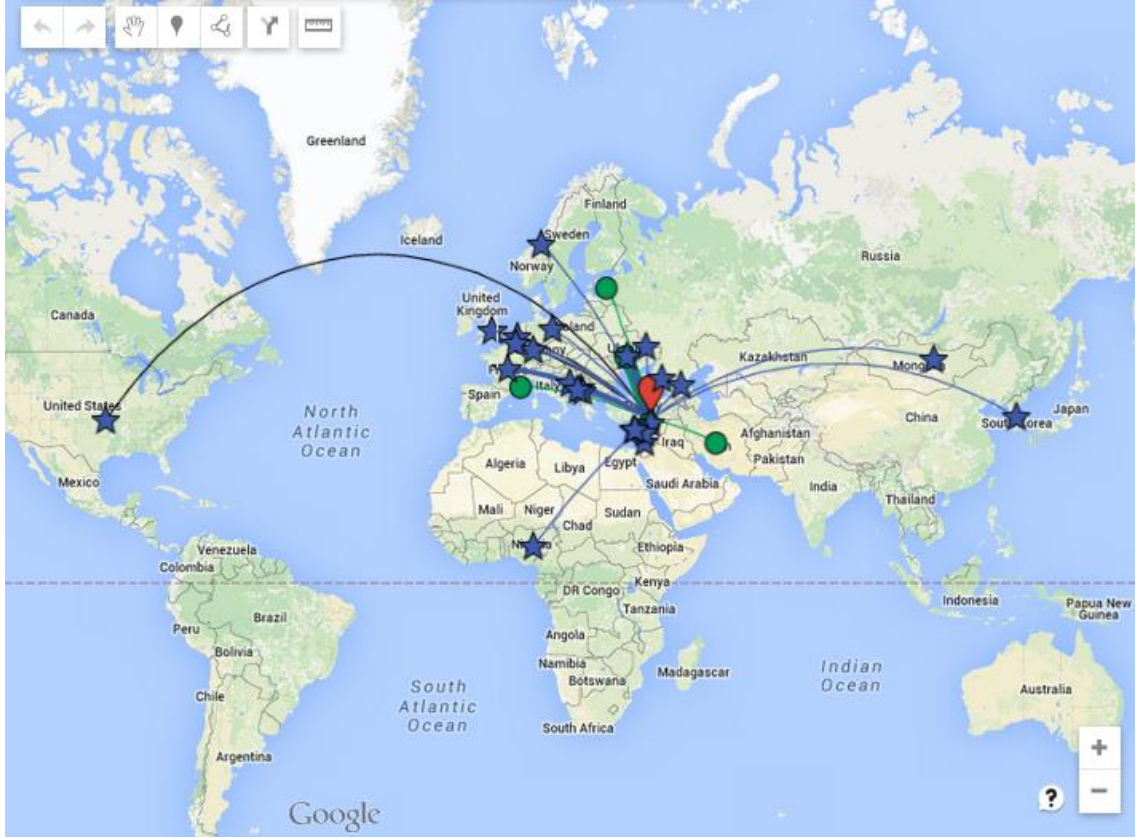 Greenland
Finland
Iceland
Sweden
Russia
Norway
United
Kingdom
Canada
Kazakhstan
United States
Italy
Spain
North
Atlantic
Ocean
China
Japan
Iraq
Afghanistan
Mexico
Algeria
Libya
Egypt
Pakistan
Saudi Arabia
India
Mali
Niger
Sudan
Thailand
Chad
Venezuela
Ethiopia
Colombia
DR Congo
Kenya
Indonesia
Papua New
Guinea
Brazil
Tanzania
Peru
Angola
Bolivia
Namibia
Madagascar
Indian
Ocean
Botswana
South
Atlantic
Ocean
Chile
Australia
South Africa
Argentina
+
?
−
Google